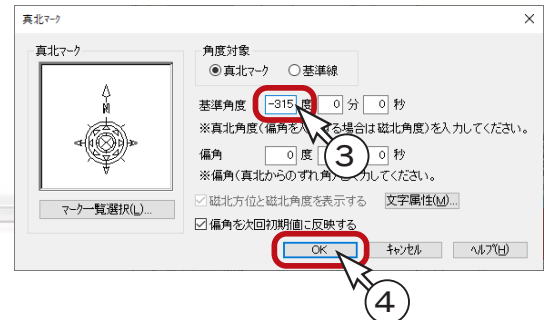 真北マーク
真北マーク
N
マーク一覧選択(L)...
角度対象
真北マーク 基準線
基準角度 -315 度 0 分 0 秒
※真北角度(偏角を入 する場合は磁北角度)を入力してください。
偏角 0 度 0 秒
※偏角(真北からのずれ角 力してください。
磁北方位と磁北角度を表示する 文字属性(M)...
偏角を次回初期値に反映する
OK キャンセル ヘルプ(H)
3
4